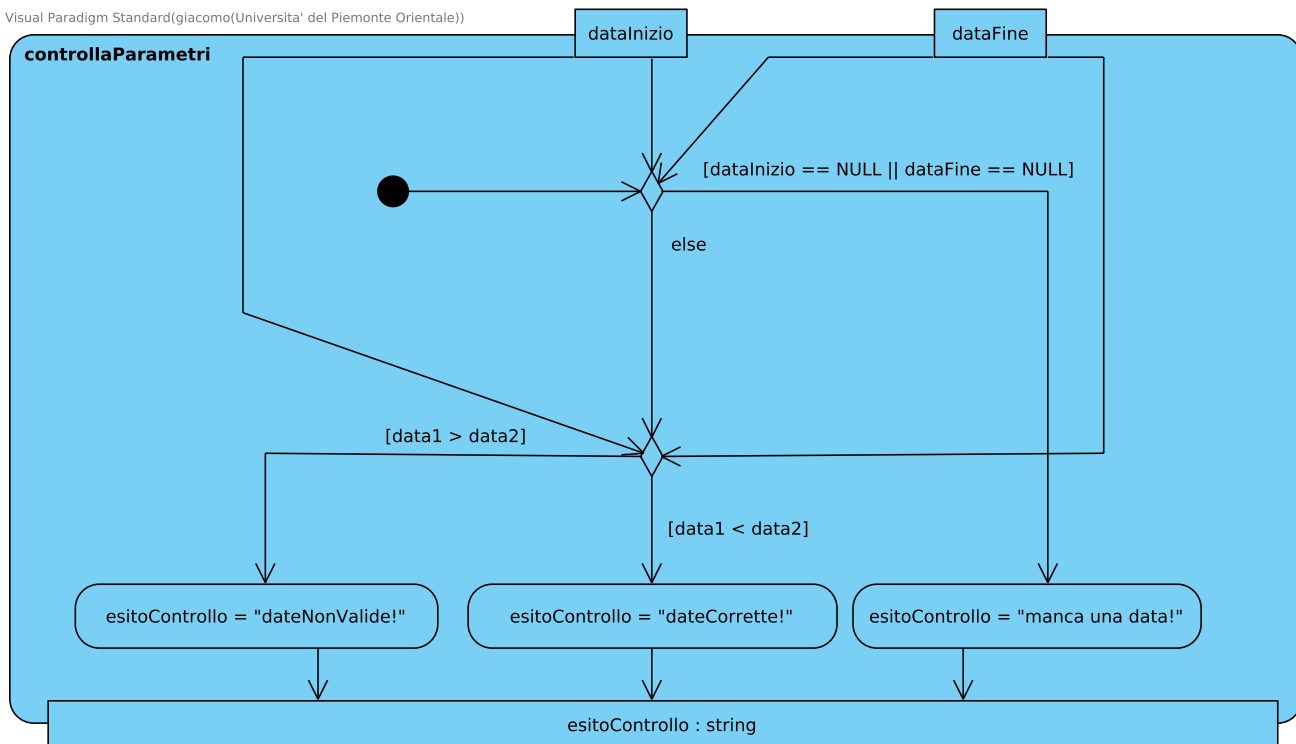 Visual Paradigm Standard(giacomo(Universita' del Piemonte Orientale))
dataInizio
dataFine
controllaParametri
[dataInizio == NULL || dataFine == NULL]
else
[data1 > data2]
[data1 < data2]
esitoControllo = "dateNonValide!"
esitoControllo = "dateCorrette!"
esitoControllo = "manca una data!"
esitoControllo : string